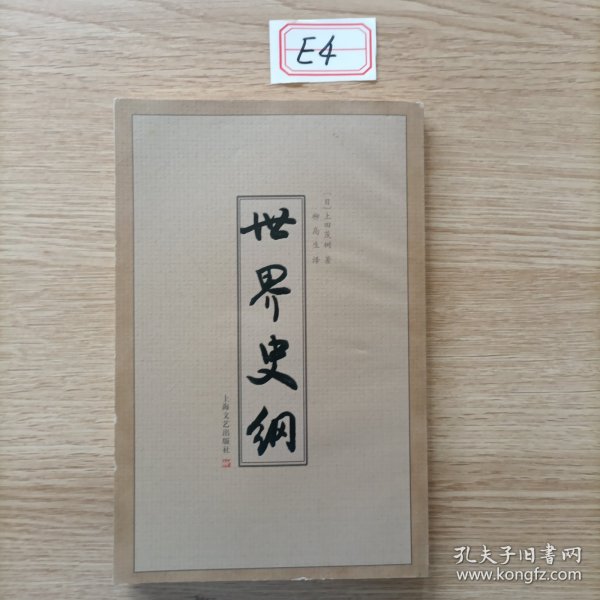 E4
[日]上田茂树 著
柳岛生 译
世界史纲
上海文艺出版社
孔夫子旧書网
www.kongfz.com